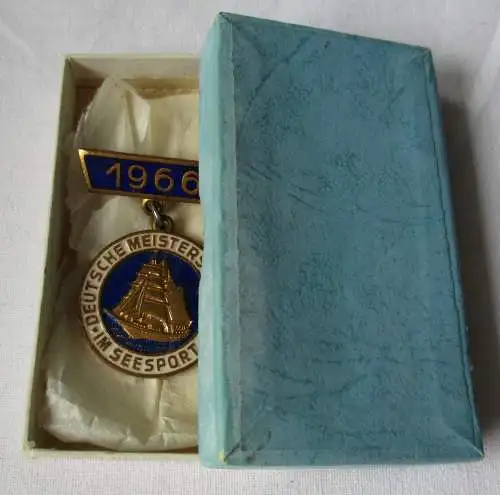 1966
DEUTSCHE MEISTERS
IM SEESPORT